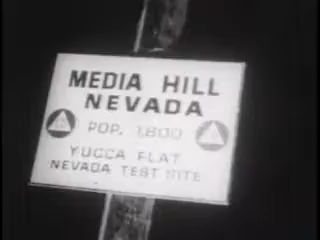 MEDIA HILL
NEVADA
POP. 1,800
YUCCA FLAT
NEVADA TEST SITE